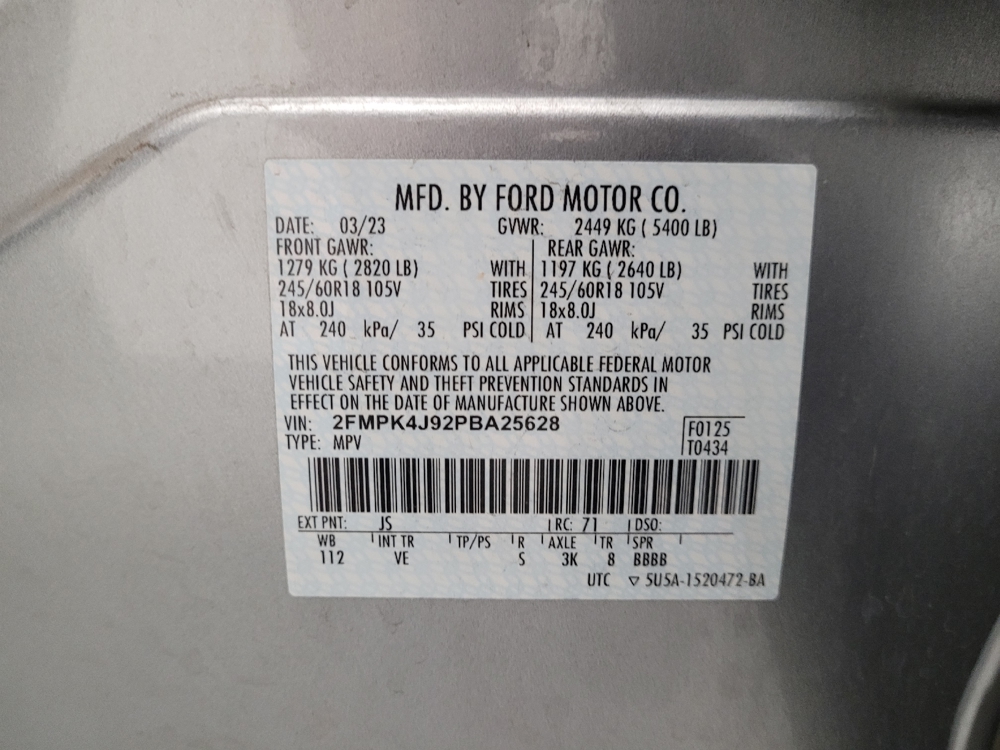 MFD. BY FORD MOTOR CO.
DATE: 03/23 GVWR: 2449 KG ( 5400 LB)
FRONT GAWR: REAR GAWR:
1279 KG ( 2820 LB) WITH 1197 KG ( 2640 LB) WITH
245/60R18 105V TIRES 245/60R18 105V TIRES
18x8.0J RIMS 18x8.0J RIMS
AT 240 kPa/ 35 PSI COLD AT 240 kPa/ 35 PSI COLD
THIS VEHICLE CONFORMS TO ALL APPLICABLE FEDERAL MOTOR
VEHICLE SAFETY AND THEFT PREVENTION STANDARDS IN
EFFECT ON THE DATE OF MANUFACTURE SHOWN ABOVE.
VIN: 2FMPK4J92PBA25628 F0125
TYPE: MPV T0434
EXT PNT: JS RC: 71 DSO:
WB INT TR TP/PS R AXLE TR SPR
112 VE S 3K 8 BBBB
UTC ▽ 5U5A-1520472-BA